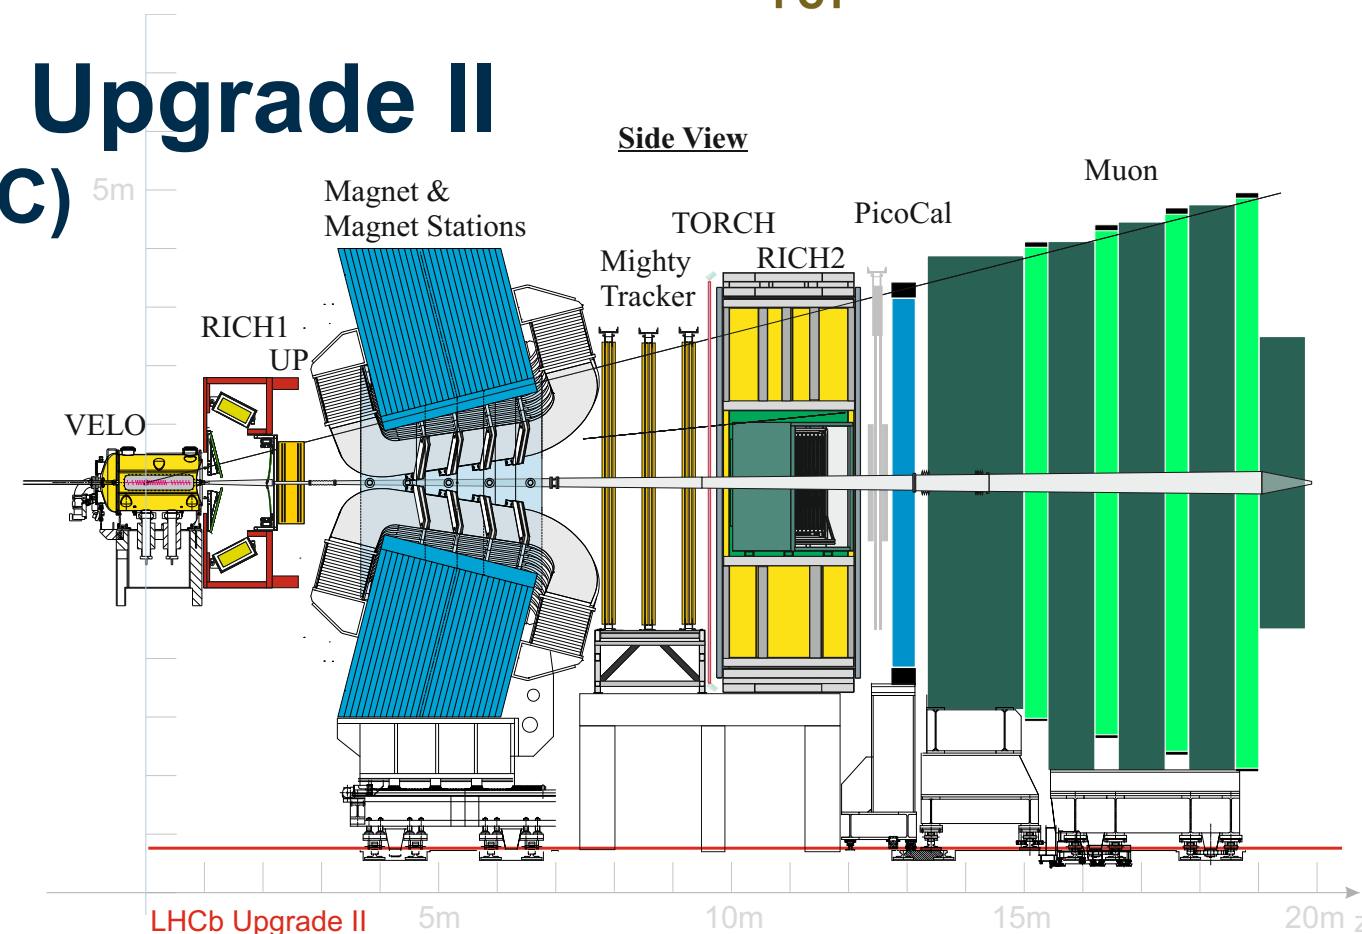 Upgrade II
C)
Side View
5m
Magnet &
Magnet Stations
Muon
PicoCal
TORCH
RICH2
Mighty
Tracker
RICH1
UP
VELO
LHCb Upgrade II
5m
10m
15m
20m
z